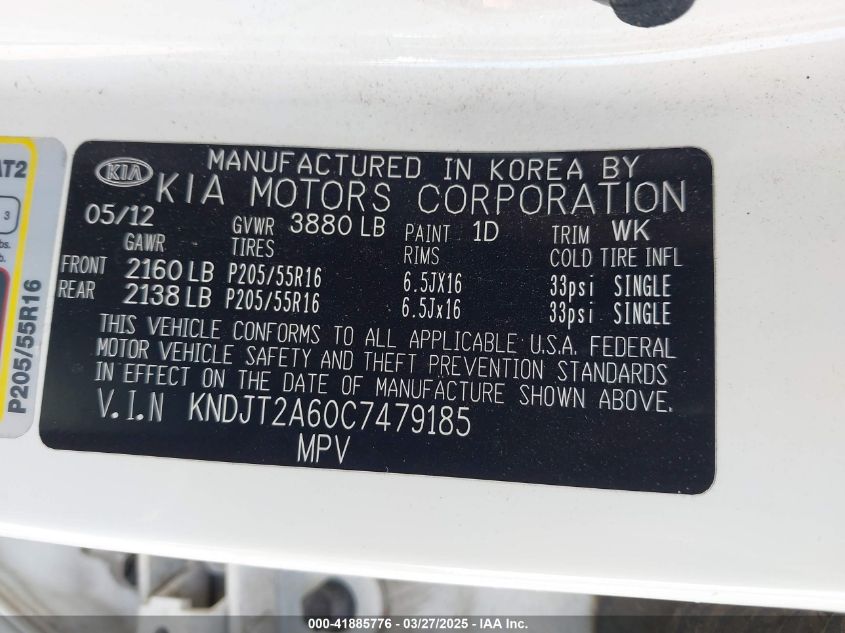 MANUFACTURED IN KOREA BY
KIA KIA MOTORS CORPORATION
05/12 GVWR 3880 LB PAINT 1D TRIM WK
GAWR TIRES RIMS COLD TIRE INFL
FRONT 2160 LB P205/55R16 6.5JX16 33psi SINGLE
REAR 2138 LB P205/55R16 6.5Jx16 33psi SINGLE
THIS VEHICLE CONFORMS TO ALL APPLICABLE U.S.A. FEDERAL
MOTOR VEHICLE SAFETY AND THEFT PREVENTION STANDARDS
IN EFFECT ON THE DATE OF MANUFACTURE SHOWN ABOVE.
V.I.N KNDJT2A60C7479185
MPV
AT2
3
bs.
b.
P205/55R16
000-41885776 - 03/27/2025 - IAA Inc.